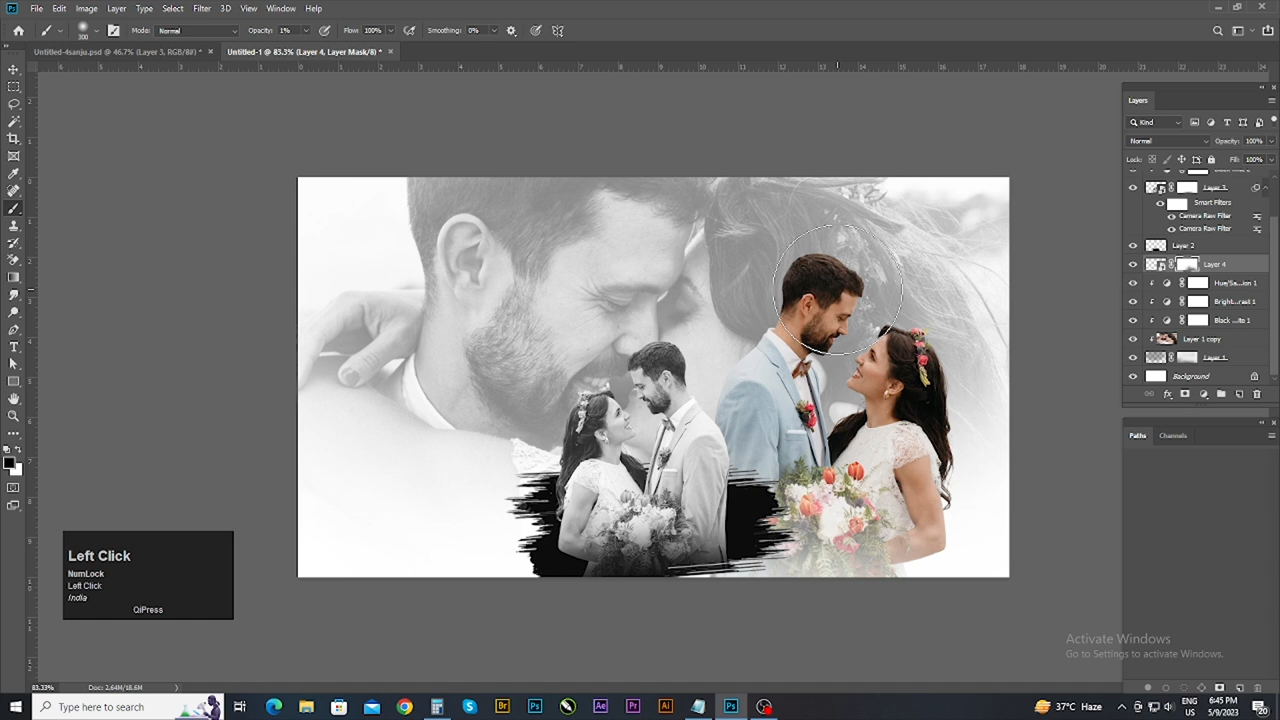 File Edit Image Layer Type Select Filter 3D View Window Help
300 Mode: Normal Opacity: 1% Flow: 100% Smoothing: 0%
Untitled-4sanju.psd @ 46.7% (Layer 3, RGB/8#) * × Untitled-1 @ 83.3% (Layer 4, Layer Mask/8) * ×
Layers
Kind
Normal Opacity: 100%
Lock: Fill: 100%
Layer 3
Smart Filters
Camera Raw Filter
Camera Raw Filter
Layer 2
Layer 4
Hue/Sa...ion 1
Bright...rast 1
Black ...ite 1
Layer 1 copy
Layer 1
Background
Paths Channels
Left Click
NumLock
Left Click
India
QiPress
Activate Windows
Go to Settings to activate Windows.
83.33% Doc: 2.64M/18.6M
Type here to search
37°C Haze
ENG
US
6:45 PM
5/9/2023
20